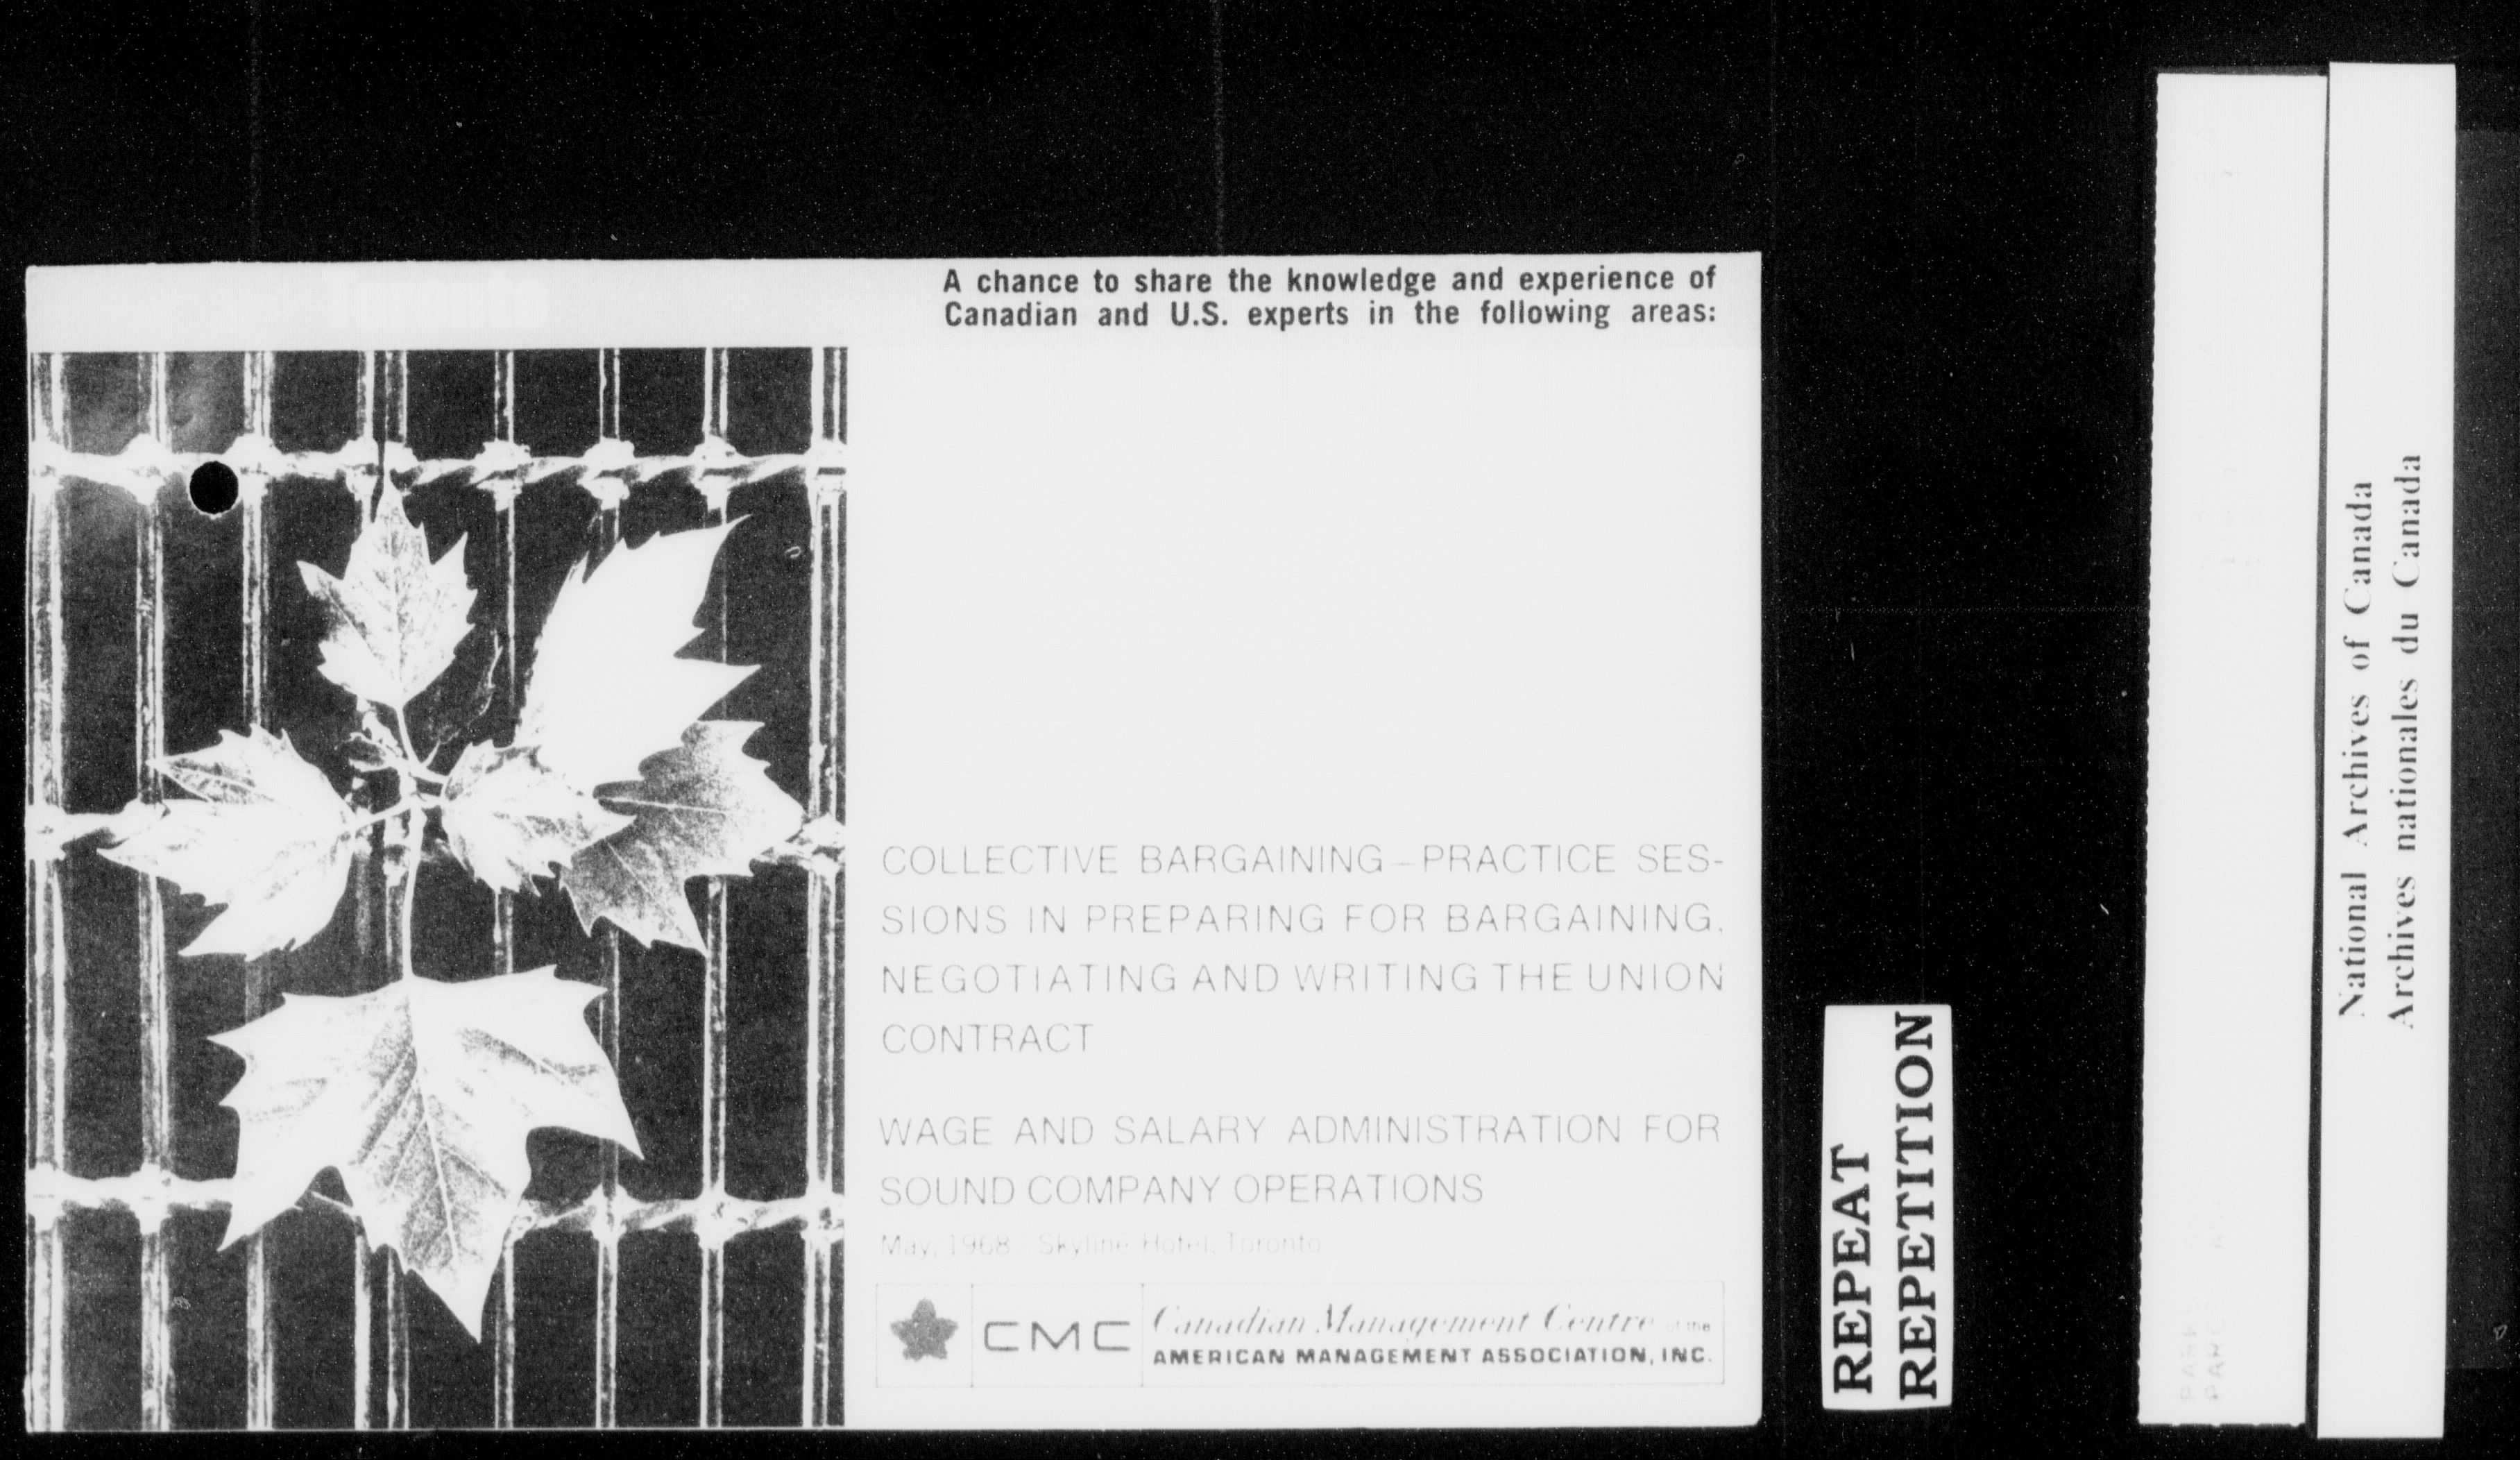 A chance to share the knowledge and experience of
Canadian and U.S. experts in the following areas:
COLLECTIVE BARGAINING–PRACTICE SES-
SIONS IN PREPARING FOR BARGAINING,
NEGOTIATING AND WRITING THE UNION
CONTRACT
WAGE AND SALARY ADMINISTRATION FOR
SOUND COMPANY OPERATIONS
May, 1968 Skyline Hotel, Toronto
CMC
Canadian Management Centre of the
AMERICAN MANAGEMENT ASSOCIATION, INC.
REPEAT
REPETITION
National Archives of Canada
Archives nationales du Canada